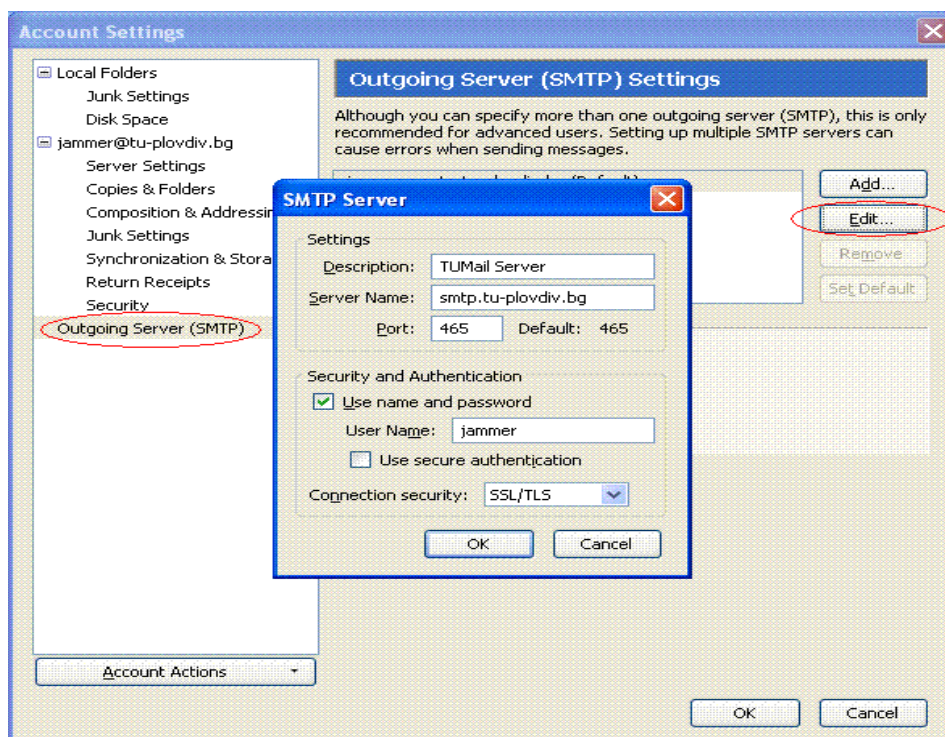 Account Settings
Local Folders
Junk Settings
Disk Space
jammer@tu-plovdiv.bg
Server Settings
Copies & Folders
Composition & Addressin
Junk Settings
Synchronization & Stora
Return Receipts
Security
Outgoing Server (SMTP)
Account Actions
Outgoing Server (SMTP) Settings
Although you can specify more than one outgoing server (SMTP), this is only
recommended for advanced users. Setting up multiple SMTP servers can
cause errors when sending messages.
(Default)
Add...
Edit...
Remove
Set Default
SMTP Server
Settings
Description: TUMail Server
Server Name: smtp.tu-plovdiv.bg
Port: 465 Default: 465
Security and Authentication
Use name and password
User Name: jammer
Use secure authentication
Connection security: SSL/TLS
OK Cancel
OK Cancel